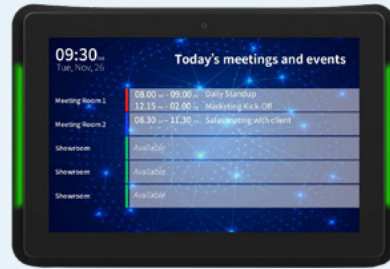 09:30
Tue, Nov, 26
Today's meetings and events
Meeting Room 1
08.00 - 09.00 Daily Standup
12.15 - 02.00 Marketing Kick Off
Meeting Room 2
08.30 - 11.30 Sales meeting with client
Showroom
Available
Showroom
Available
Showroom
Available